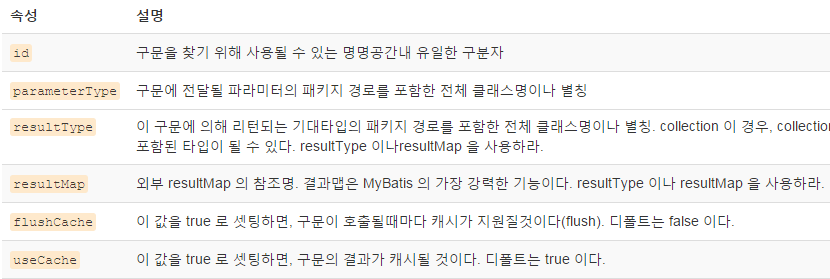 속성 설명
id 구문을 찾기 위해 사용될 수 있는 명명공간내 유일한 구분자
parameterType 구문에 전달될 파라미터의 패키지 경로를 포함한 전체 클래스명이나 별칭
resultType 이 구문에 의해 리턴되는 기대타입의 패키지 경로를 포함한 전체 클래스명이나 별칭. collection 이 경우, collection
포함된 타입이 될 수 있다. resultType 이나resultMap 을 사용하라.
resultMap 외부 resultMap 의 참조명. 결과맵은 MyBatis 의 가장 강력한 기능이다. resultType 이나 resultMap 을 사용하라.
flushCache 이 값을 true 로 셋팅하면, 구문이 호출될때마다 캐시가 지원질것이다(flush). 디폴트는 false 이다.
useCache 이 값을 true 로 셋팅하면, 구문의 결과가 캐시될 것이다. 디폴트는 true 이다.